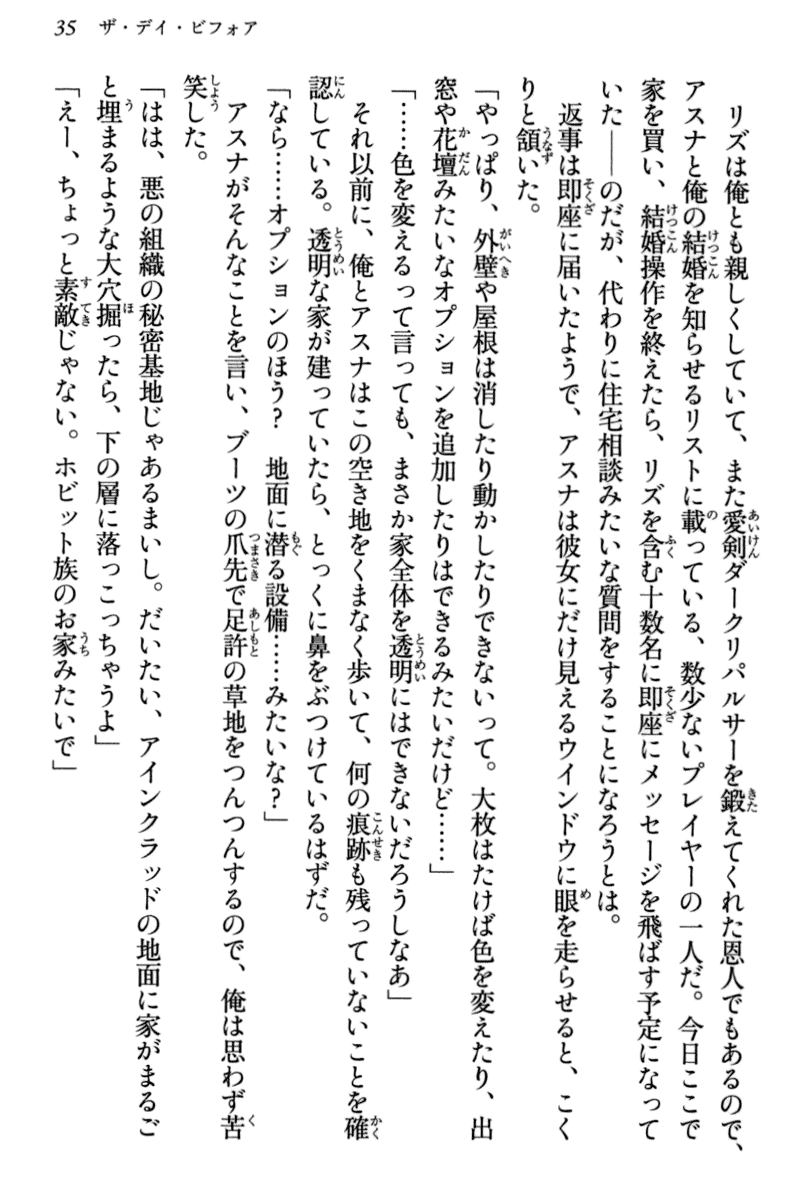 35 ザ・デイ・ビフォア
リズは俺とも親しくしていて、また愛剣ダークリパルサーを鍛えてくれた恩人でもあるので、
アスナと俺の結婚を知らせるリストに載っている、数少ないプレイヤーの一人だ。今日ここで
家を買い、結婚操作を終えたら、リズを含む十数名に即座にメッセージを飛ばす予定になって
いた――のだが、代わりに住宅相談みたいな質問をすることになろうとは。
返事は即座に届いたようで、アスナは彼女にだけ見えるウインドウに眼を走らせると、こく
りと頷いた。
「やっぱり、外壁や屋根は消したり動かしたりできないって。大枚はたけば色を変えたり、出
窓や花壇みたいなオプションを追加したりはできるみたいだけど……」
「……色を変えるって言っても、まさか家全体を透明にはできないだろうしなあ」
それ以前に、俺とアスナはこの空き地をくまなく歩いて、何の痕跡も残っていないことを確
認している。透明な家が建っていたら、とっくに鼻をぶつけているはずだ。
「なら……オプションのほう？　地面に潜る設備……みたいな？」
アスナがそんなことを言い、ブーツの爪先で足許の草地をつんつんするので、俺は思わず苦
笑した。
「はは、悪の組織の秘密基地じゃあるまいし。だいたい、アインクラッドの地面に家がまるご
と埋まるような大穴掘ったら、下の層に落っこちゃうよ」
「えー、ちょっと素敵じゃない。ホビット族のお家みたいで」